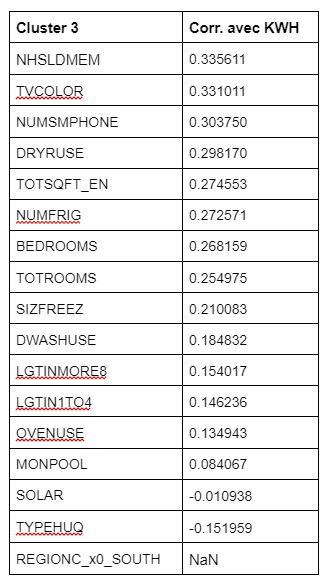 Cluster 3 Corr. avec KWH
NHSLDMEM 0.335611
TVCOLOR 0.331011
NUMSMPHONE 0.303750
DRYRUSE 0.298170
TOTSQFT_EN 0.274553
NUMFRIG 0.272571
BEDROOMS 0.268159
TOTROOMS 0.254975
SIZFREEZ 0.210083
DWASHUSE 0.184832
LGTINMORE8 0.154017
LGTIN1TO4 0.146236
OVENUSE 0.134943
MONPOOL 0.084067
SOLAR -0.010938
TYPEHUQ -0.151959
REGIONC_x0_SOUTH NaN